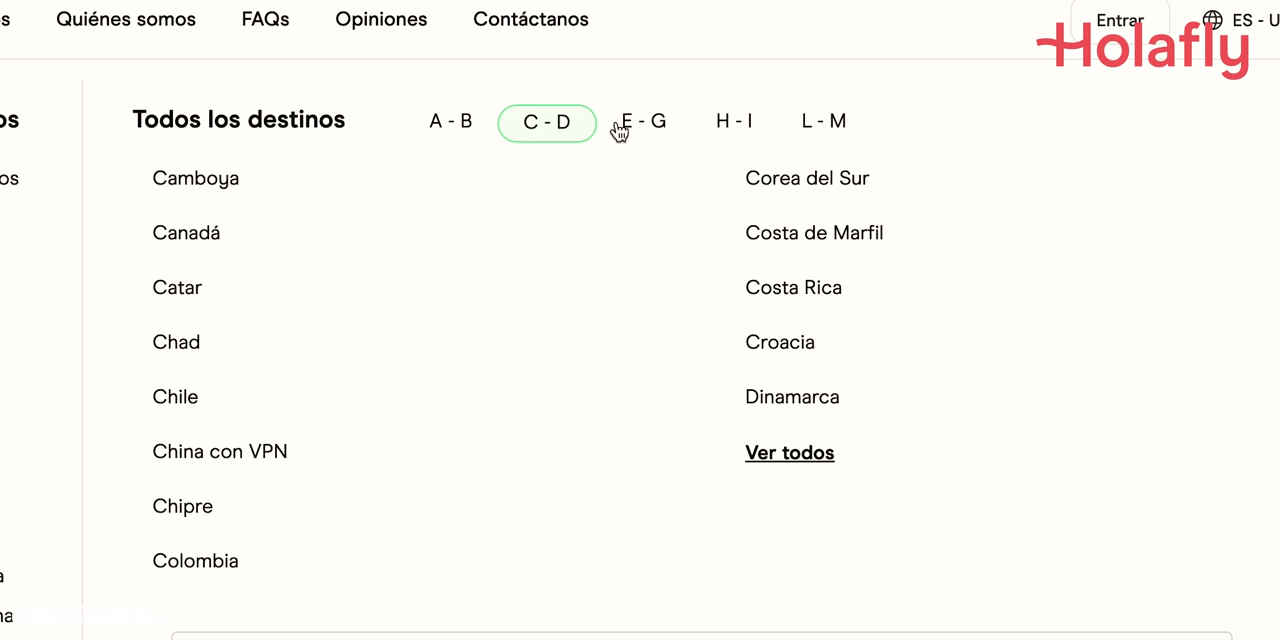 Quiénes somos FAQs Opiniones Contáctanos Entrar ES - U
Holafly
Todos los destinos A - B C - D E - G H - I L - M
Camboya Corea del Sur
Canadá Costa de Marfil
Catar Costa Rica
Chad Croacia
Chile Dinamarca
China con VPN Ver todos
Chipre
Colombia